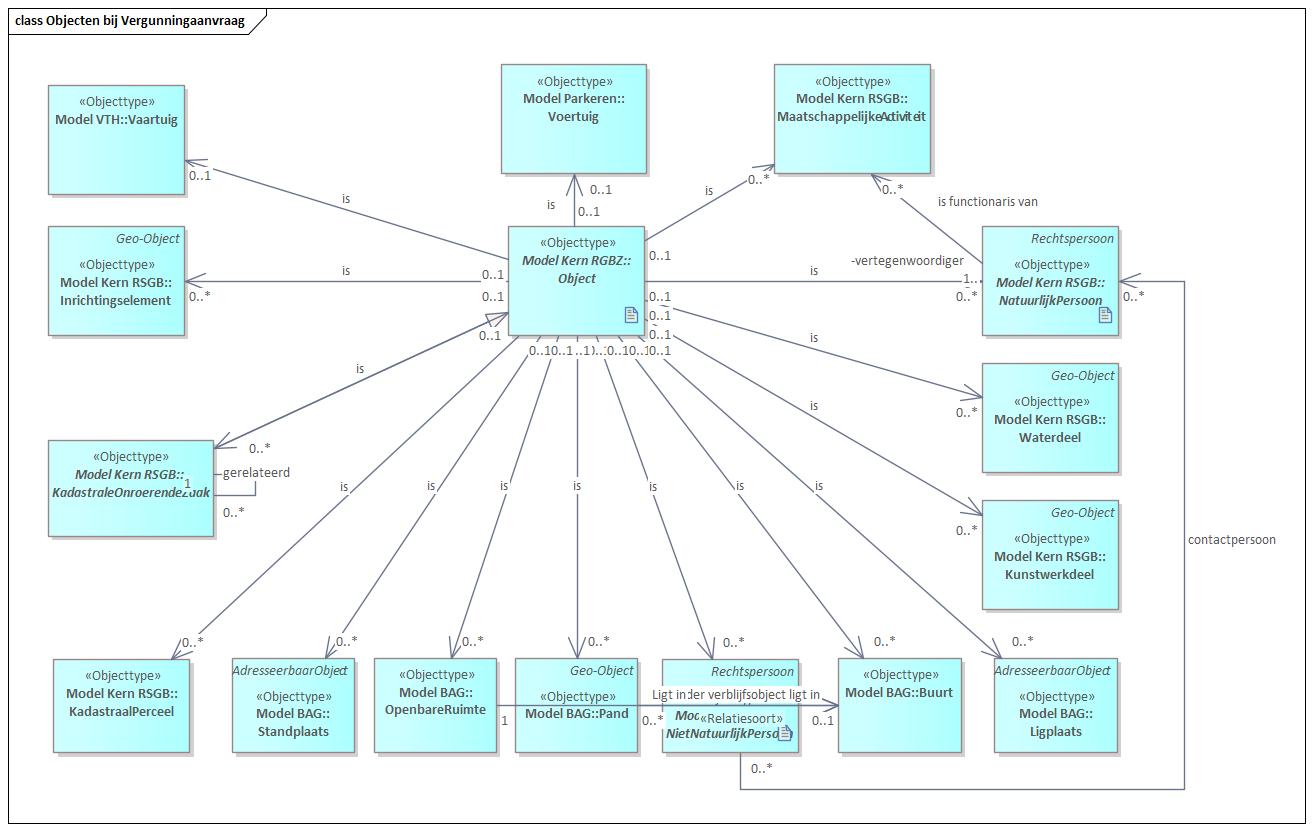 class Objecten bij Vergunningaanvraag
«Objecttype»
Model VTH::Vaartuig
0..1
is
«Objecttype»
Model Parkeren::
Voertuig
0..1
is
0..1
«Objecttype»
Model Kern RSGB::
MaatschappelijkeActiviteit
0..*
is
0..*
is functionaris van
Geo-Object
«Objecttype»
Model Kern RSGB::
Inrichtingselement
0..*
is
0..1
0..1
«Objecttype»
Model Kern RGBZ::
Object
0..1
-vertegenwoordiger
is
1..
0..*
0..1
0..1
0..1
0..1
Rechtspersoon
«Objecttype»
Model Kern RSGB::
NatuurlijkPersoon
0..*
0..1
is
0..1
0..1
is
Geo-Object
«Objecttype»
Model Kern RSGB::
Waterdeel
0..*
is
«Objecttype»
Model Kern RSGB::
KadastraleOnroerendeZaak
1
0..*
gerelateerd
0..*
is
is
is
is
is
is
is
Geo-Object
«Objecttype»
Model Kern RSGB::
Kunstwerkdeel
0..*
contactpersoon
0..*
0..*
0..*
0..*
0..*
0..*
0..*
«Objecttype»
Model Kern RSGB::
KadastraalPerceel
AdresseerbaarObject
«Objecttype»
Model BAG::
Standplaats
«Objecttype»
Model BAG::
OpenbareRuimte
1
Geo-Object
«Objecttype»
Model BAG::Pand
0..*
Rechtspersoon
Ligt in
verblijfsobject ligt in
«Relatiesoort»
0..1
«Objecttype»
Model BAG::Buurt
AdresseerbaarObject
«Objecttype»
Model BAG::
Ligplaats
0..*